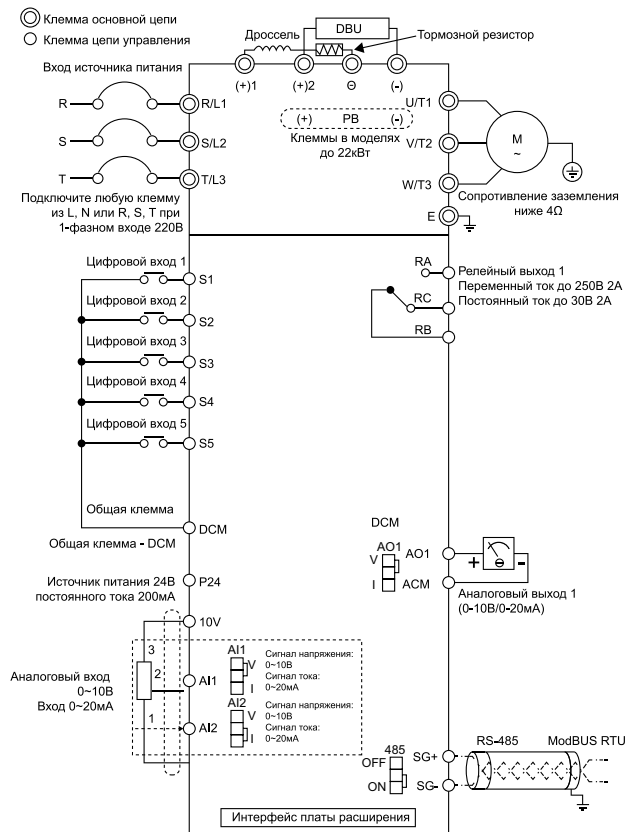 Клемма основной цепи
Клемма цепи управления
Дроссель
DBU
Тормозной резистор
Вход источника питания
(+)1
(+)2
Θ
(-)
R
R/L1
U/T1
(+) PB (-)
Клеммы в моделях
до 22кВт
M
~
S
S/L2
V/T2
T
T/L3
W/T3
Подключите любую клемму
из L, N или R, S, T при
1-фазном входе 220В
Сопротивление заземления
ниже 4Ω
E
Цифровой вход 1
S1
Цифровой вход 2
S2
Цифровой вход 3
S3
Цифровой вход 4
S4
Цифровой вход 5
S5
RA
RC
RB
Релейный выход 1
Переменный ток до 250В 2А
Постоянный ток до 30В 2А
Общая клемма
DCM
Общая клемма - DCM
DCM
AO1
V
I
AO1
ACM
+
-
Аналоговый выход 1
(0-10В/0-20мА)
Источник питания 24В
постоянного тока 200мА
P24
10V
3
2
1
Аналоговый вход
0~10В
Вход 0~20мА
AI1
AI2
AI1
V
I
Сигнал напряжения:
0~10В
Сигнал тока:
0~20мА
AI2
V
I
Сигнал напряжения:
0~10В
Сигнал тока:
0~20мА
485
OFF
ON
SG+
SG-
RS-485
ModBUS RTU
Интерфейс платы расширения